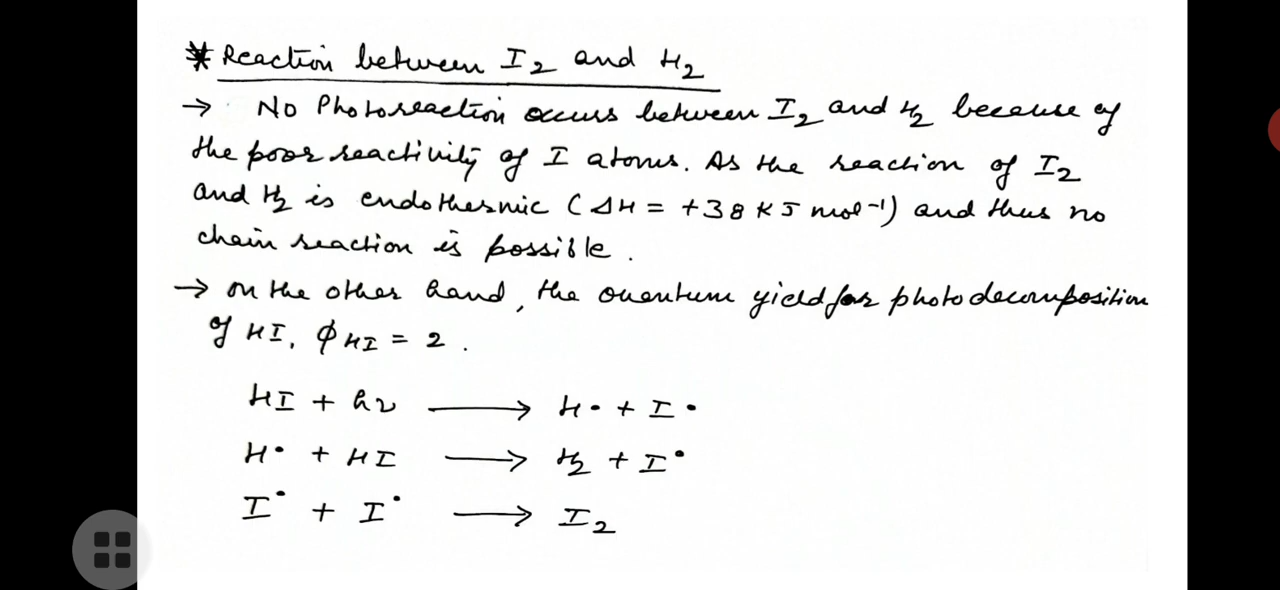 * Reaction between I₂ and H₂
→ No Photoreaction occurs between I₂ and H₂ because of
the poor reactivity of I atoms. As the reaction of I₂
and H₂ is endothermic (ΔH = +38 KJ mol⁻¹) and thus no
chain reaction is possible.
→ on the other hand, the quantum yield for photodecomposition
of HI, ϕ HI = 2.
HI + hν ⟶ H• + I•
H• + HI ⟶ H₂ + I•
I• + I• ⟶ I₂